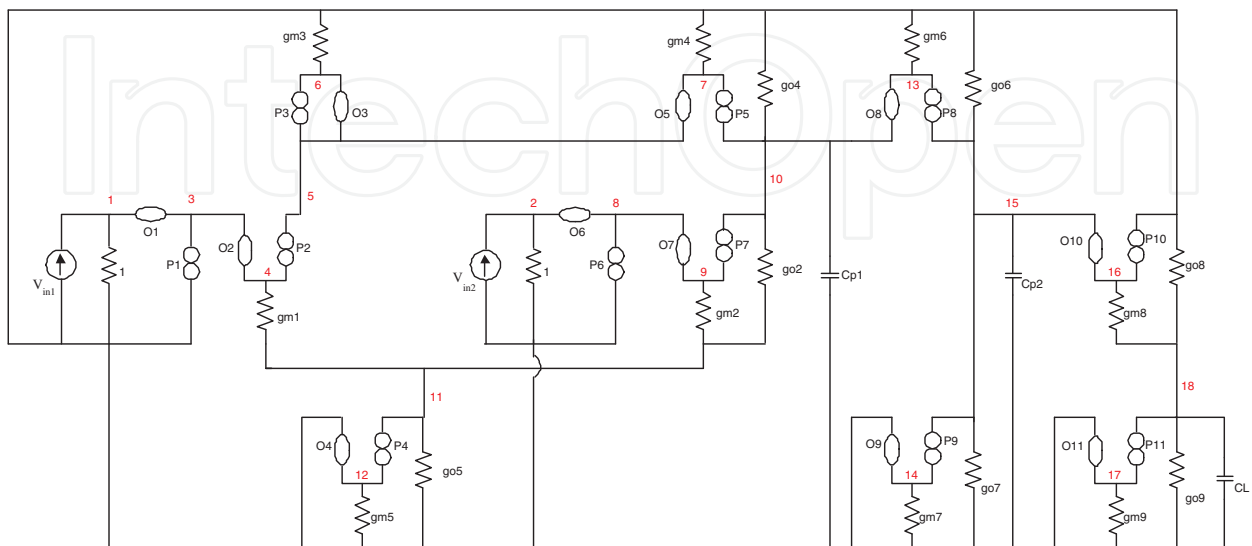 IntechOpen
gm3
gm4
gm6
6
7
13
go4
go6
P3
O3
O5
P5
O8
P8
10
5
1
3
2
8
15
O1
O2
P2
O6
O7
P7
O10
P10
Vin1
1
P1
4
Vin2
1
P6
9
go2
Cp1
Cp2
16
go8
gm1
gm2
gm8
11
18
O4
P4
O9
P9
O11
P11
12
go5
14
go7
17
go9
CL
gm5
gm7
gm9